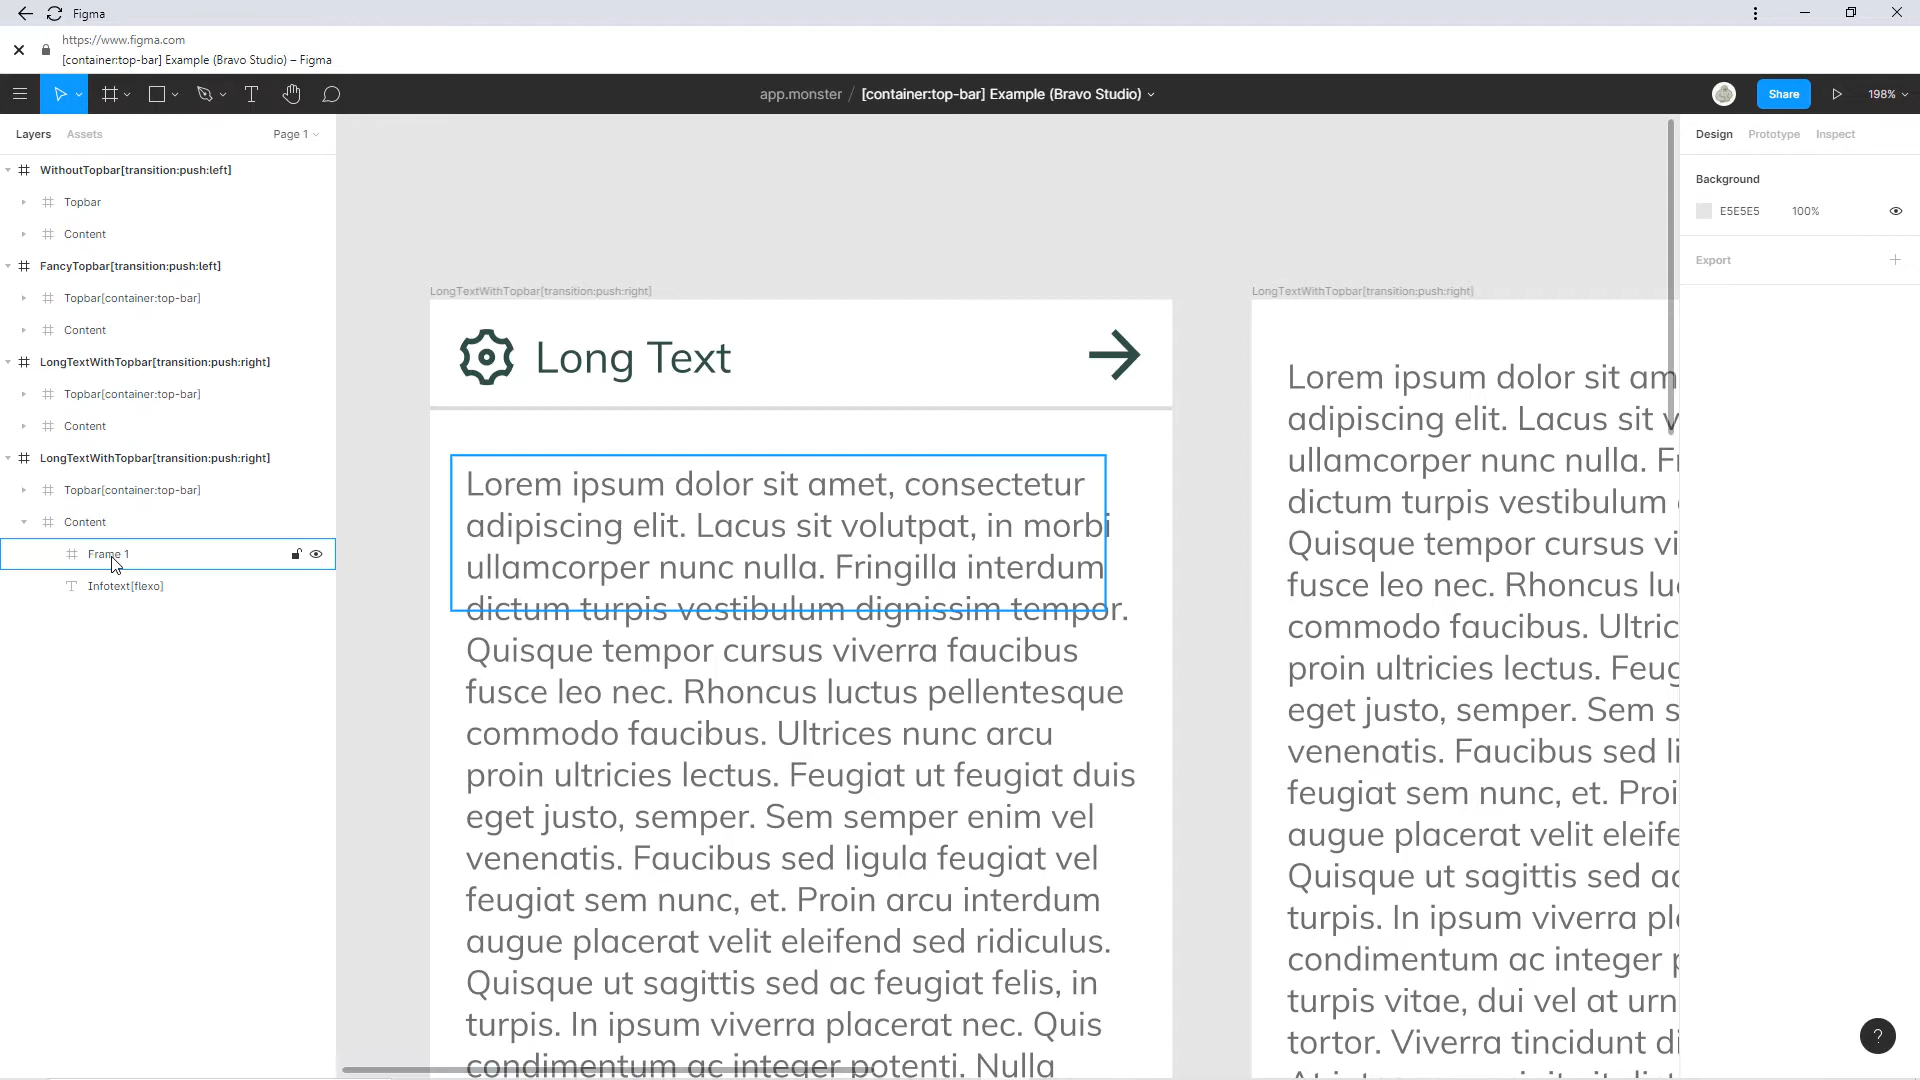 Figma
https://www.figma.com
[container:top-bar] Example (Bravo Studio) – Figma
app.monster / [container:top-bar] Example (Bravo Studio)
Share
198%
Layers
Assets
Page 1
WithoutTopbar[transition:push:left]
Topbar
Content
FancyTopbar[transition:push:left]
Topbar[container:top-bar]
Content
LongTextWithTopbar[transition:push:right]
Topbar[container:top-bar]
Content
LongTextWithTopbar[transition:push:right]
Topbar[container:top-bar]
Content
Frame 1
Infotext[flexo]
LongTextWithTopbar[transition:push:right]
Long Text
Lorem ipsum dolor sit amet, consectetur
adipiscing elit. Lacus sit volutpat, in morbi
ullamcorper nunc nulla. Fringilla interdum
dictum turpis vestibulum dignissim tempor.
Quisque tempor cursus viverra faucibus
fusce leo nec. Rhoncus luctus pellentesque
commodo faucibus. Ultrices nunc arcu
proin ultricies lectus. Feugiat ut feugiat duis
eget justo, semper. Sem semper enim vel
venenatis. Faucibus sed ligula feugiat vel
feugiat sem nunc, et. Proin arcu interdum
augue placerat velit eleifend sed ridiculus.
Quisque ut sagittis sed ac feugiat felis, in
turpis. In ipsum viverra placerat nec. Quis
condimentum ac integer potenti. Nulla
LongTextWithTopbar[transition:push:right]
Lorem ipsum dolor sit am
adipiscing elit. Lacus sit v
ullamcorper nunc nulla. Fr
dictum turpis vestibulum
Quisque tempor cursus vi
fusce leo nec. Rhoncus lu
commodo faucibus. Ultric
proin ultricies lectus. Feug
eget justo, semper. Sem s
venenatis. Faucibus sed li
feugiat sem nunc, et. Proi
augue placerat velit eleife
Quisque ut sagittis sed ac
turpis. In ipsum viverra pl
condimentum ac integer p
turpis vitae, dui vel at urn
tortor. Viverra tincidunt di
Design
Prototype
Inspect
Background
E5E5E5
100%
Export
?